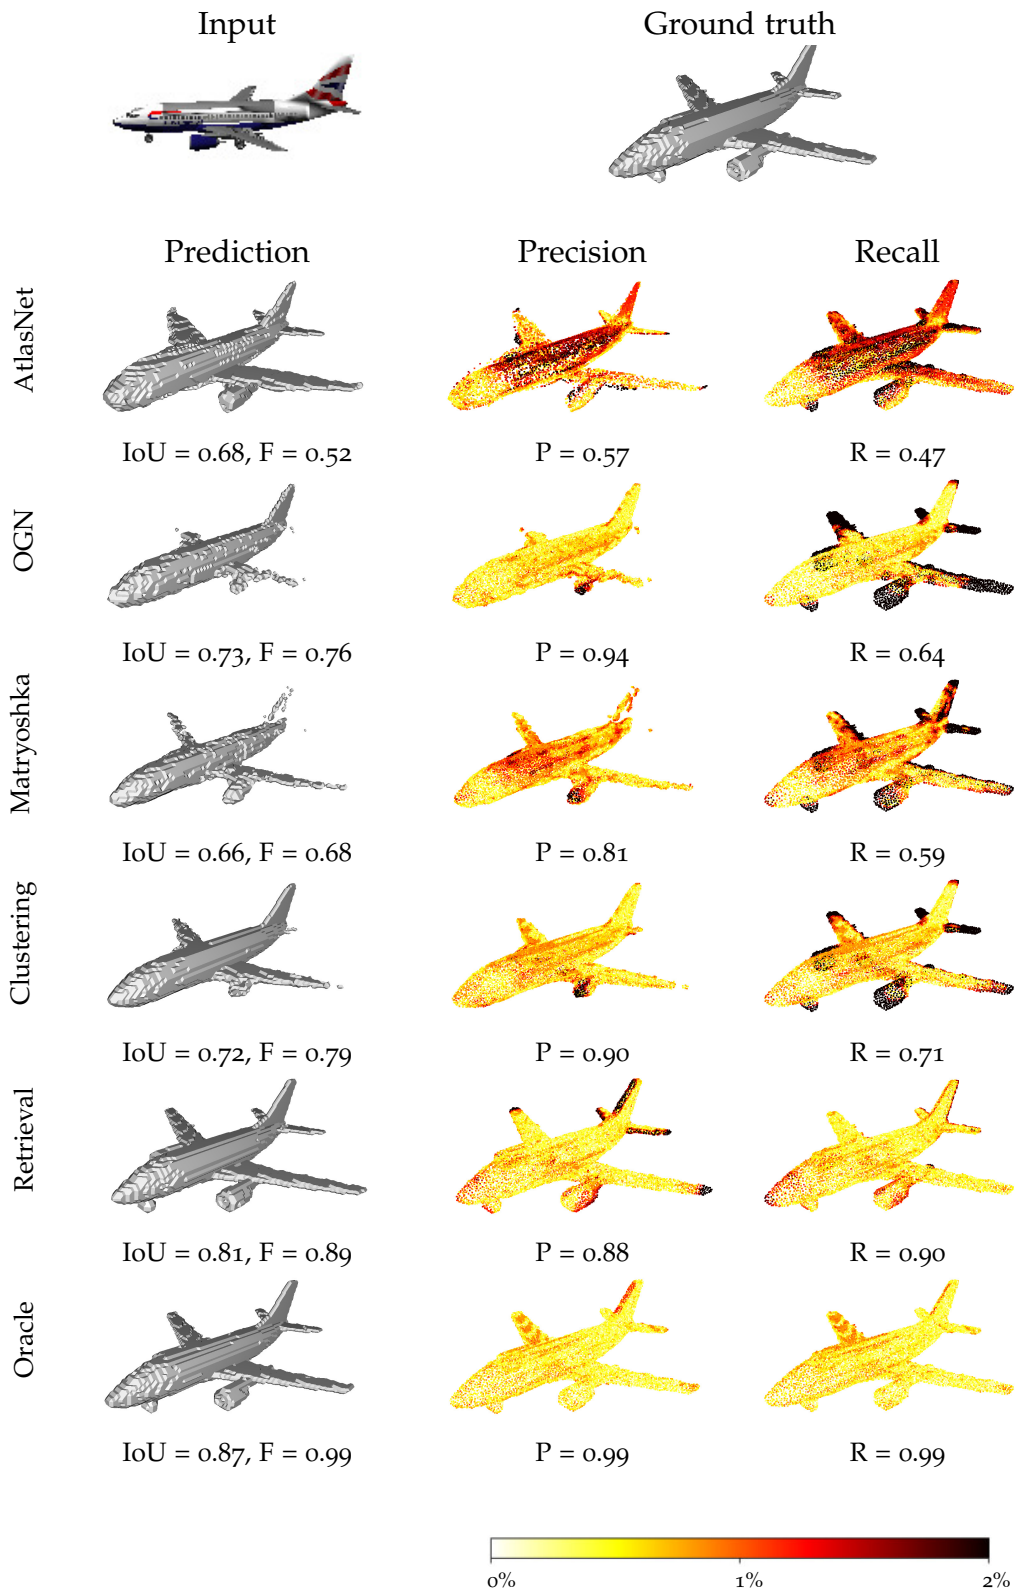 Input Ground truth
Prediction Precision Recall
AtlasNet
IoU = 0.68, F = 0.52 P = 0.57 R = 0.47
OGN
IoU = 0.73, F = 0.76 P = 0.94 R = 0.64
Matryoshka
IoU = 0.66, F = 0.68 P = 0.81 R = 0.59
Clustering
IoU = 0.72, F = 0.79 P = 0.90 R = 0.71
Retrieval
IoU = 0.81, F = 0.89 P = 0.88 R = 0.90
Oracle
IoU = 0.87, F = 0.99 P = 0.99 R = 0.99
0% 1% 2%